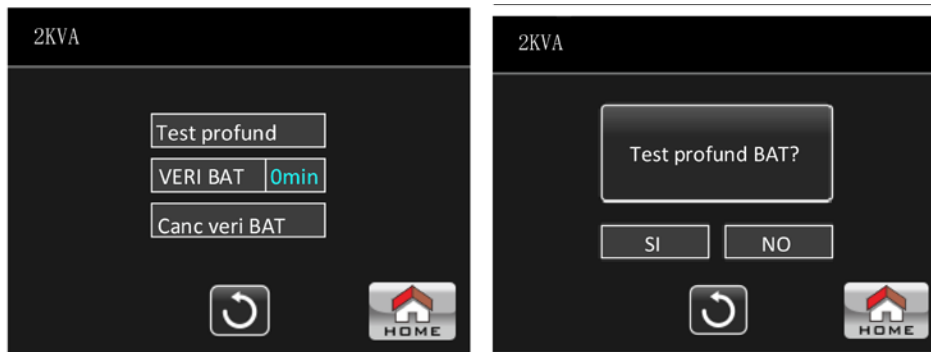 2KVA
Test profund
VERI BAT 0min
Canc veri BAT
HOME
2KVA
Test profund BAT?
SI NO
HOME